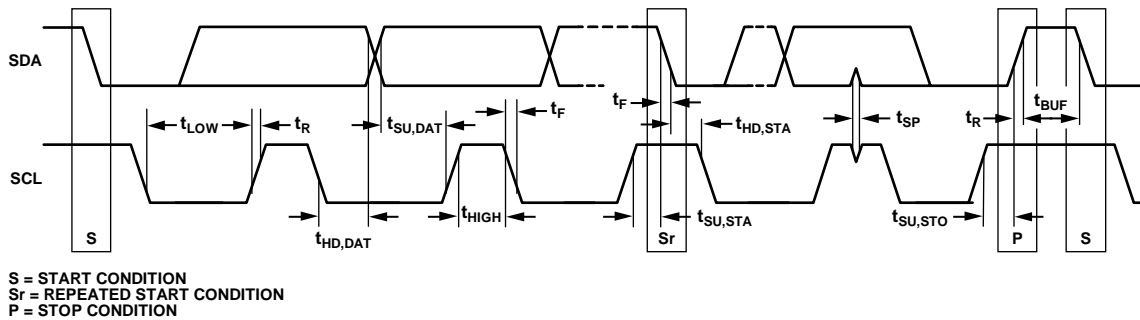 SDA
tLOW
tR
tSU,DAT
tF
tF
tHD,STA
tSP
tR
tBUF
SCL
tHD,DAT
tHIGH
tSU,STA
tSU,STO
S
Sr
P
S
S = START CONDITION
Sr = REPEATED START CONDITION
P = STOP CONDITION